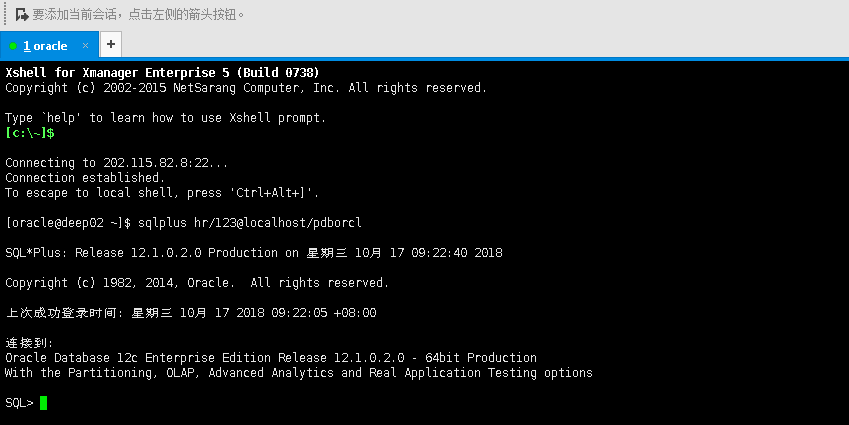 要添加当前会话，点击左侧的箭头按钮。
1 oracle × +
Xshell for Xmanager Enterprise 5 (Build 0738)
Copyright (c) 2002-2015 NetSarang Computer, Inc. All rights reserved.
Type `help' to learn how to use Xshell prompt.
[c:\~]$
Connecting to 202.115.82.8:22...
Connection established.
To escape to local shell, press 'Ctrl+Alt+]'.
[oracle@deep02 ~]$ sqlplus hr/123@localhost/pdborcl
SQL*Plus: Release 12.1.0.2.0 Production on 星期三 10月 17 09:22:40 2018
Copyright (c) 1982, 2014, Oracle.  All rights reserved.
上次成功登录时间: 星期三 10月 17 2018 09:22:05 +08:00
连接到:
Oracle Database 12c Enterprise Edition Release 12.1.0.2.0 - 64bit Production
With the Partitioning, OLAP, Advanced Analytics and Real Application Testing options
SQL>